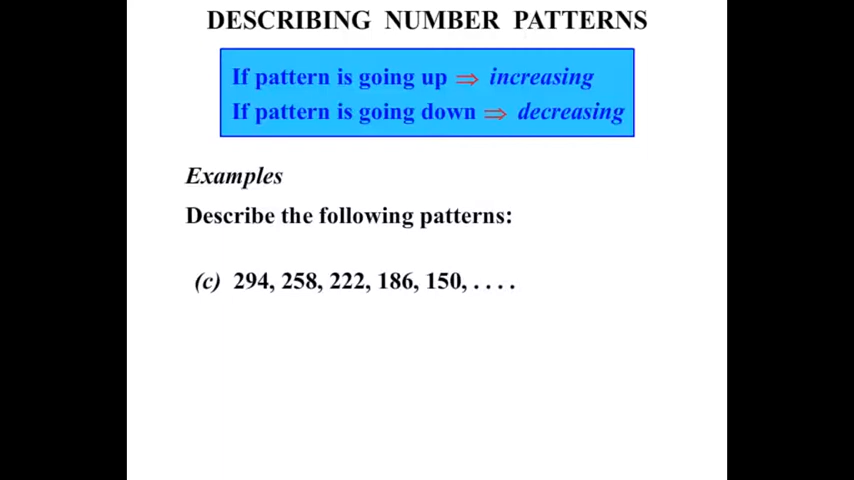 DESCRIBING NUMBER PATTERNS
If pattern is going up ⇒ increasing
If pattern is going down ⇒ decreasing
Examples
Describe the following patterns:
(c) 294, 258, 222, 186, 150, . . . .